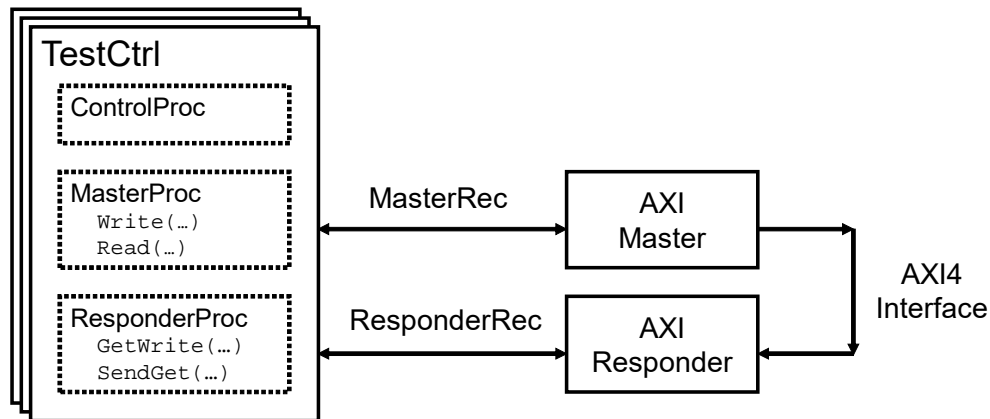 TestCtrl
ControlProc
MasterProc
Write(…)
Read(…)
ResponderProc
GetWrite(…)
SendGet(…)
MasterRec
ResponderRec
AXI
Master
AXI
Responder
AXI4
Interface